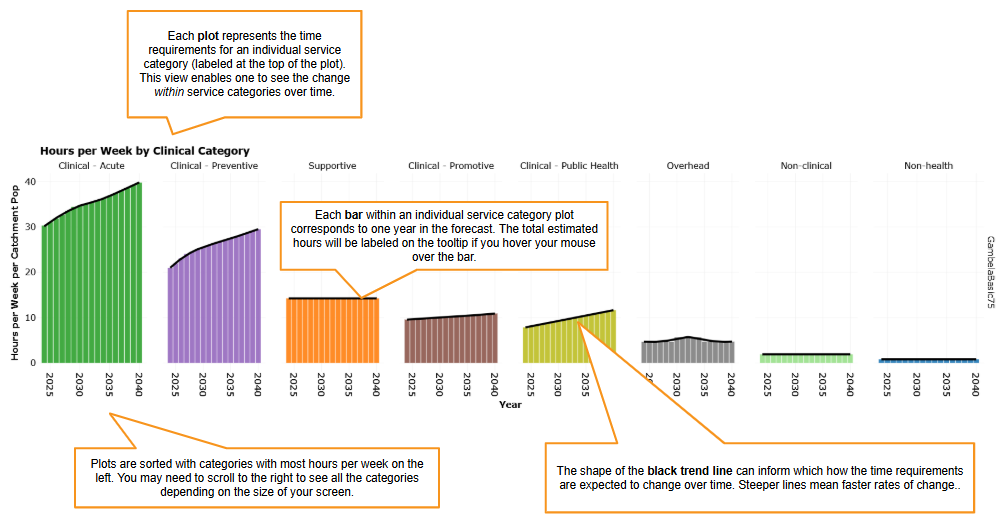 Each plot represents the time
requirements for an individual service
category (labeled at the top of the plot).
This view enables one to see the change
within service categories over time.
Hours per Week by Clinical Category
Clinical - Acute
Clinical - Preventive
Supportive
Clinical - Promotive
Clinical - Public Health
Overhead
Non-clinical
Non-health
Hours per Week per Catchment Pop
40
30
20
10
0
Each bar within an individual service category plot
corresponds to one year in the forecast. The total estimated
hours will be labeled on the tooltip if you hover your mouse
over the bar.
GambelaBasic75
2025 2030 2035 2040
2025 2030 2035 2040
2025 2030 2035 2040
2025 2030 2035 2040
2025 2030 2035 2040
2030 2035 2040
2025 2030 2035 2040
2025 2030 2035 2040
Year
Plots are sorted with categories with most hours per week on the
left. You may need to scroll to the right to see all the categories
depending on the size of your screen.
The shape of the black trend line can inform which how the time requirements
are expected to change over time. Steeper lines mean faster rates of change..